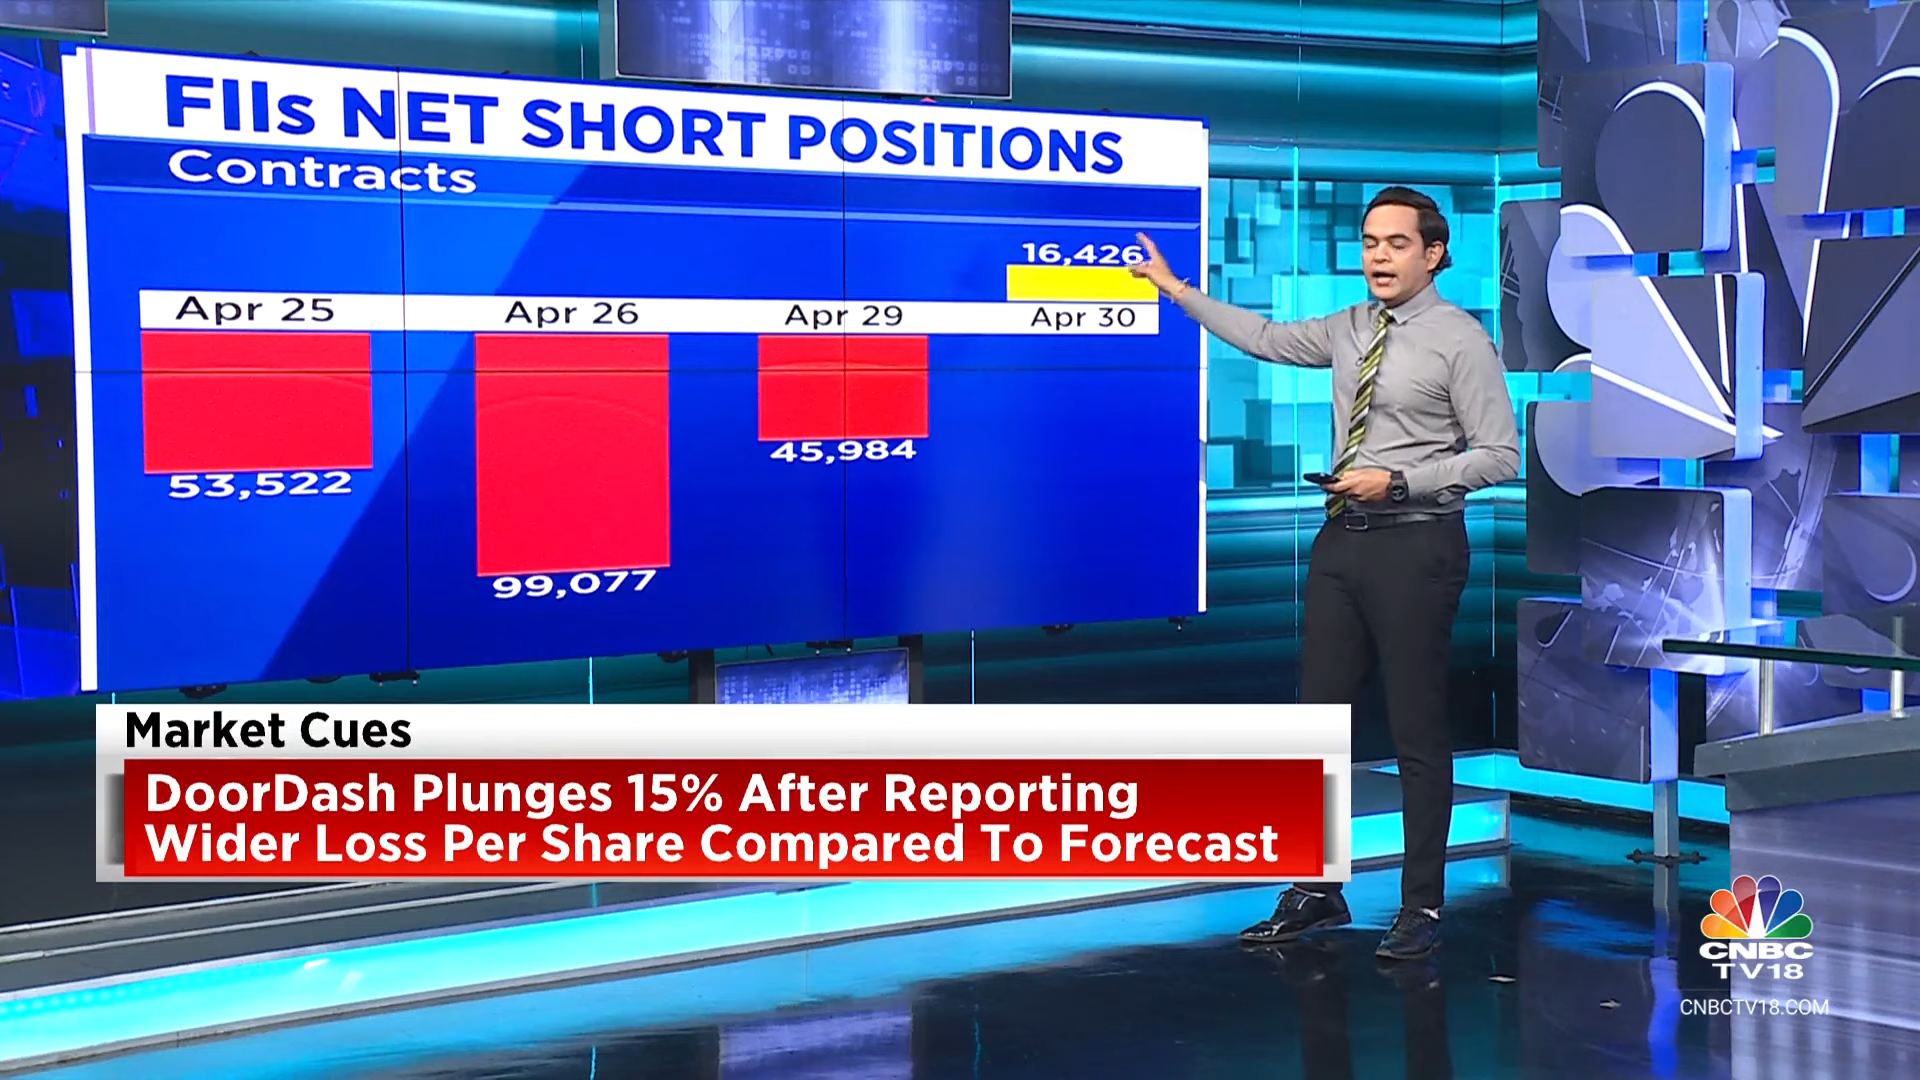 FIIs NET SHORT POSITIONS
Contracts
16,426
Apr 25 Apr 26 Apr 29 Apr 30
53,522
99,077
45,984
Market Cues
DoorDash Plunges 15% After Reporting
Wider Loss Per Share Compared To Forecast
CNBC
TV18
CNBCTV18.COM